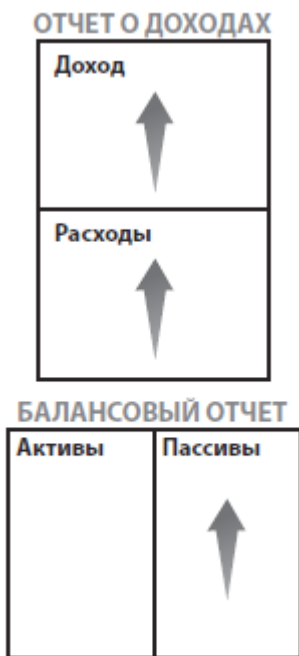 ОТЧЕТ О ДОХОДАХ
Доход
Расходы
БАЛАНСОВЫЙ ОТЧЕТ
Активы
Пассивы